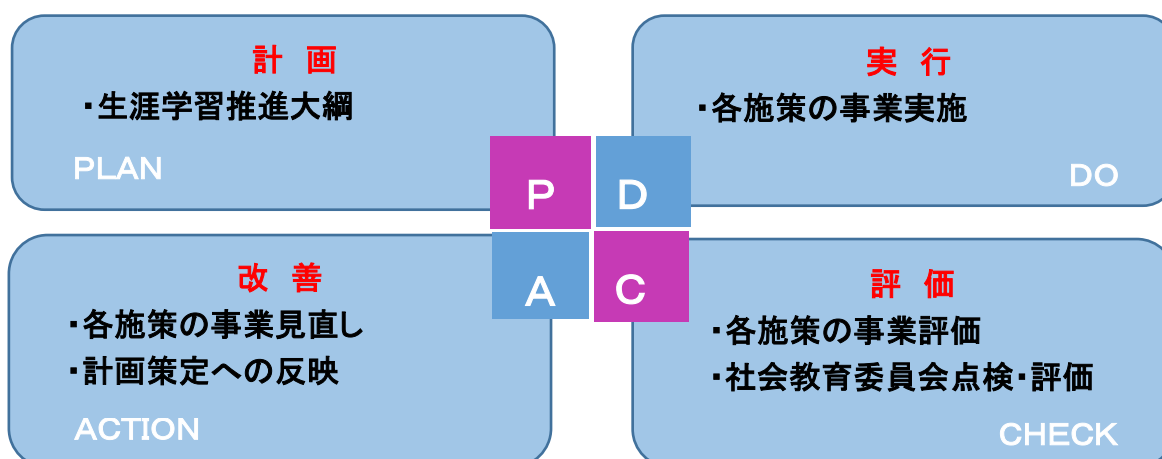 計　画
・生涯学習推進大綱
PLAN
実　行
・各施策の事業実施
DO
P
D
A
C
改　善
・各施策の事業見直し
・計画策定への反映
ACTION
評　価
・各施策の事業評価
・社会教育委員会点検・評価
CHECK